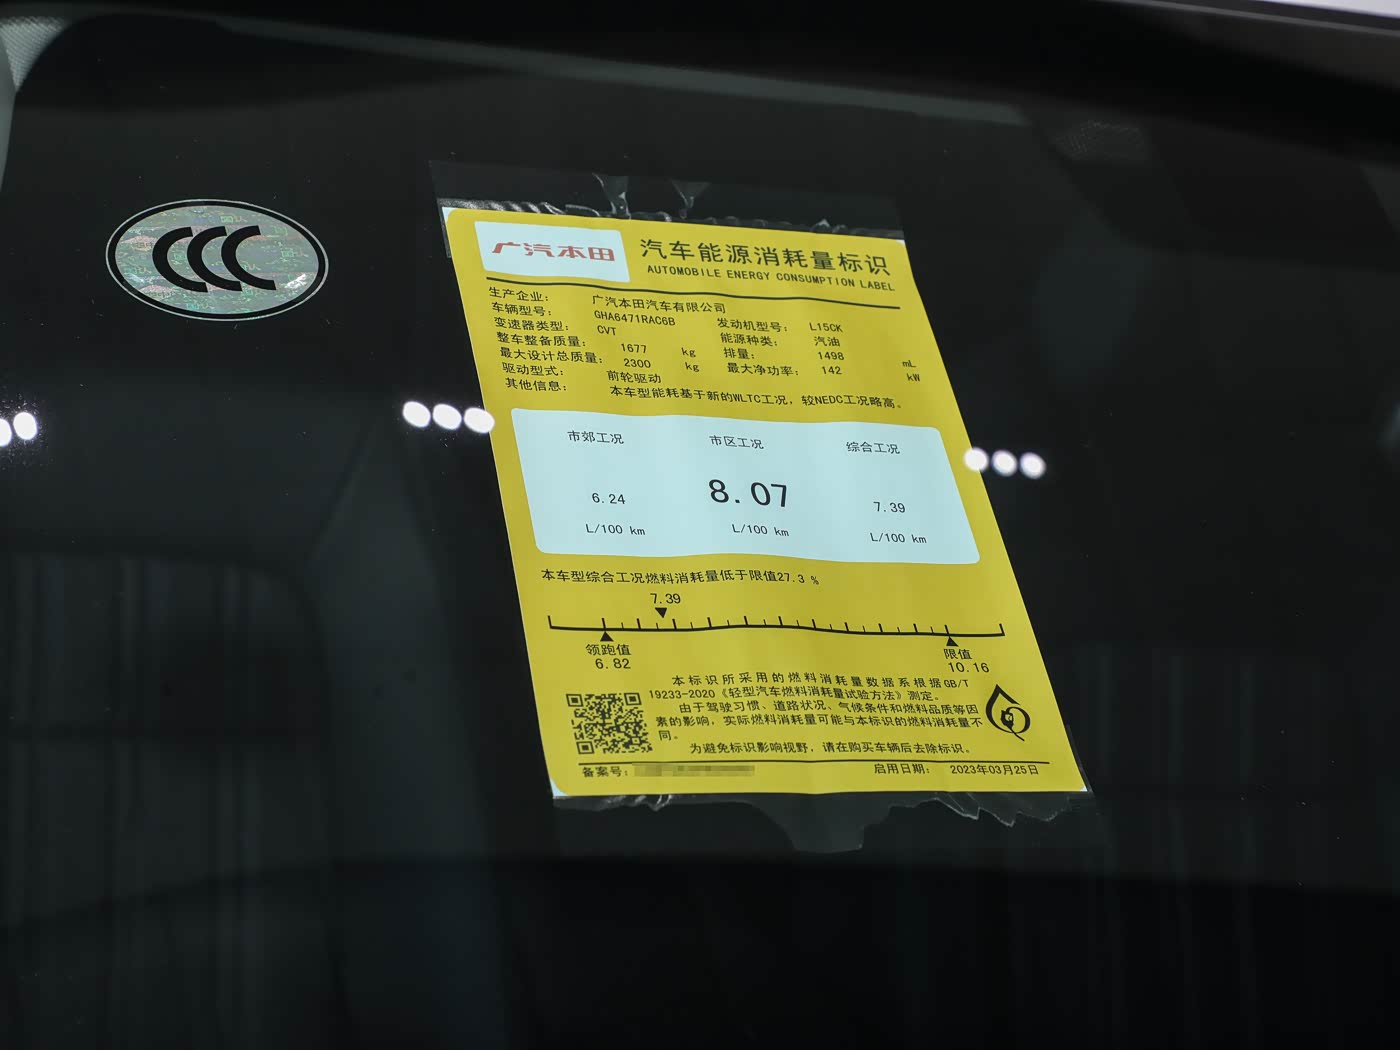 CCC
广汽本田
汽车能源消耗量标识
AUTOMOBILE ENERGY CONSUMPTION LABEL
生产企业: 广汽本田汽车有限公司
车辆型号: GHA6471RAC6B 发动机型号: L15CK
变速器类型: CVT 能源种类: 汽油
整车整备质量: 1677 kg 排量: 1498 mL
最大设计总质量: 2300 kg 最大净功率: 142 kW
驱动型式: 前轮驱动
其他信息: 本车型能耗基于新的WLTC工况，较NEDC工况略高。
市郊工况 市区工况 综合工况
6.24 8.07 7.39
L/100 km L/100 km L/100 km
本车型综合工况燃料消耗量低于限值27.3 %
7.39
领跑值 限值
6.82 10.16
本标识所采用的燃料消耗量数据系根据GB/T
19233-2020《轻型汽车燃料消耗量试验方法》测定。
由于驾驶习惯、道路状况、气候条件和燃料品质等因
素的影响，实际燃料消耗量可能与本标识的燃料消耗量不
同。
为避免标识影响视野，请在购买车辆后去除标识。
备案号: 启用日期: 2023年03月25日